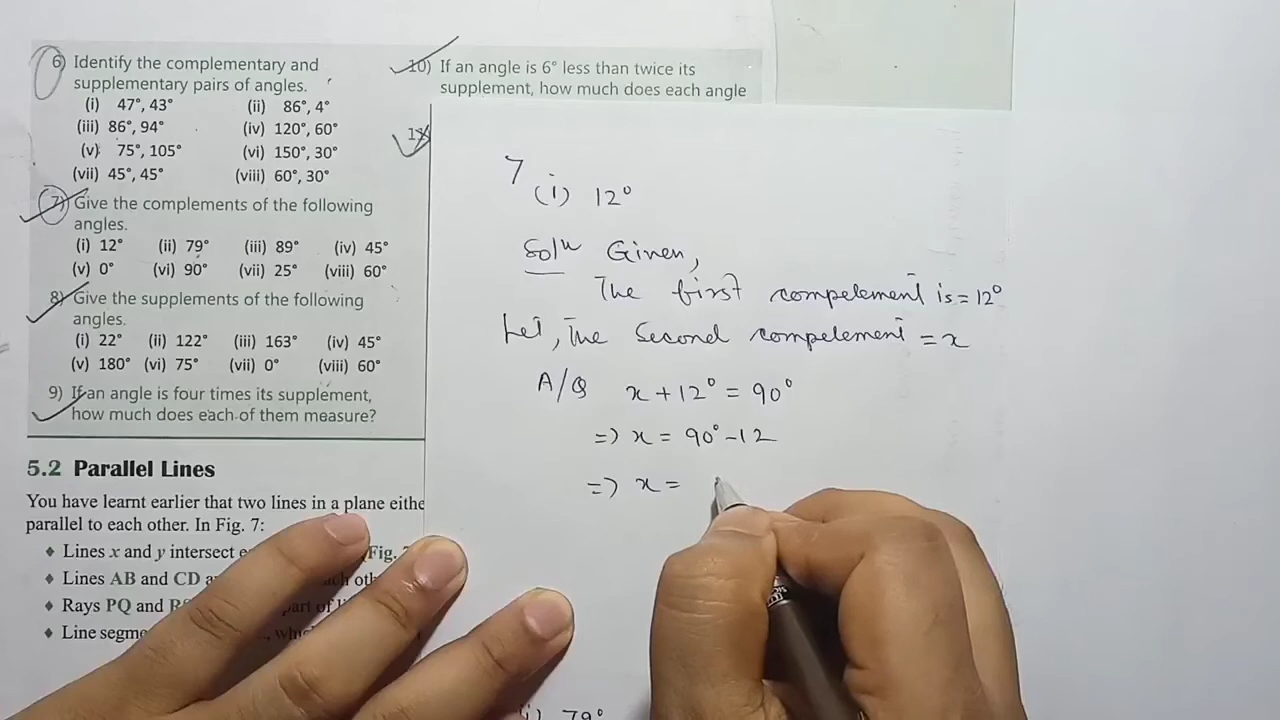 6) Identify the complementary and
supplementary pairs of angles.
(i) 47°, 43° (ii) 86°, 4°
(iii) 86°, 94° (iv) 120°, 60°
(v) 75°, 105° (vi) 150°, 30°
(vii) 45°, 45° (viii) 60°, 30°
7) Give the complements of the following
angles.
(i) 12° (ii) 79° (iii) 89° (iv) 45°
(v) 0° (vi) 90° (vii) 25° (viii) 60°
8) Give the supplements of the following
angles.
(i) 22° (ii) 122° (iii) 163° (iv) 45°
(v) 180° (vi) 75° (vii) 0° (viii) 60°
9) If an angle is four times its supplement,
how much does each of them measure?
5.2 Parallel Lines
You have learnt earlier that two lines in a plane eithe
parallel to each other. In Fig. 7:
♦ Lines x and y intersect (Fig.
♦ Lines AB and CD
♦ Rays PQ and part of
♦ Line segme
10) If an angle is 6° less than twice its
supplement, how much does each angle
7
(i) 12°
Soln Given,
The first compelement is = 12°
Let, The Second compelement = x
A/Q x + 12° = 90°
=) x = 90° - 12
=) x =
79°